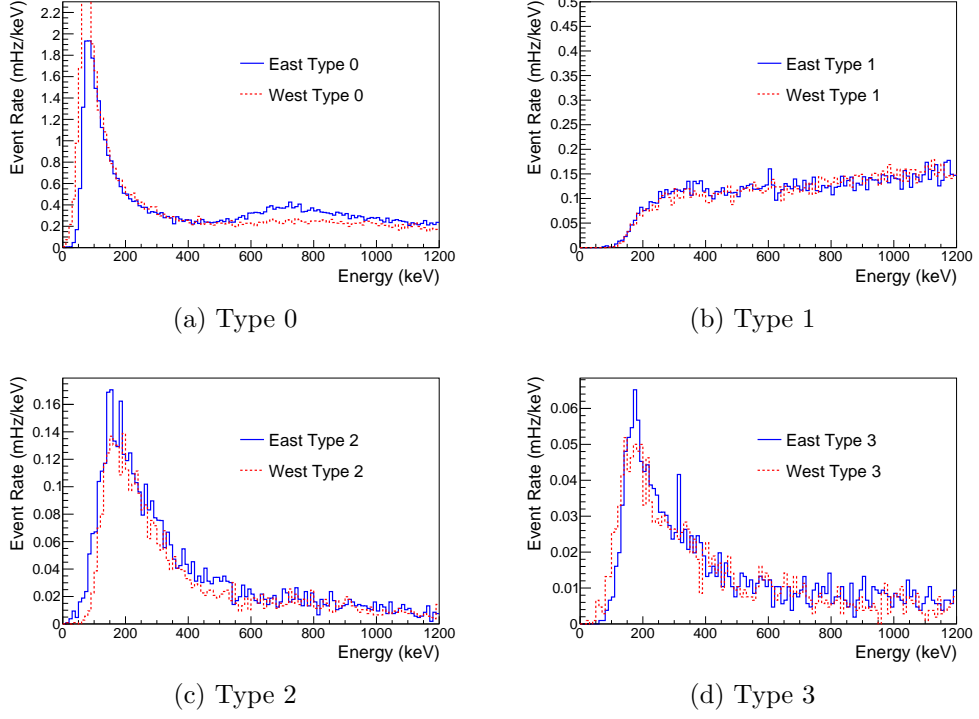 Event Rate (mHz/keV)
2.2
2
1.8
1.6
1.4
1.2
1
0.8
0.6
0.4
0.2
0
0 200 400 600 800 1000 1200
Energy (keV)
East Type 0
West Type 0
(a) Type 0
Event Rate (mHz/keV)
0.5
0.45
0.4
0.35
0.3
0.25
0.2
0.15
0.1
0.05
0
0 200 400 600 800 1000 1200
Energy (keV)
East Type 1
West Type 1
(b) Type 1
Event Rate (mHz/keV)
0.16
0.14
0.12
0.1
0.08
0.06
0.04
0.02
0
0 200 400 600 800 1000 1200
Energy (keV)
East Type 2
West Type 2
(c) Type 2
Event Rate (mHz/keV)
0.06
0.05
0.04
0.03
0.02
0.01
0
0 200 400 600 800 1000 1200
Energy (keV)
East Type 3
West Type 3
(d) Type 3